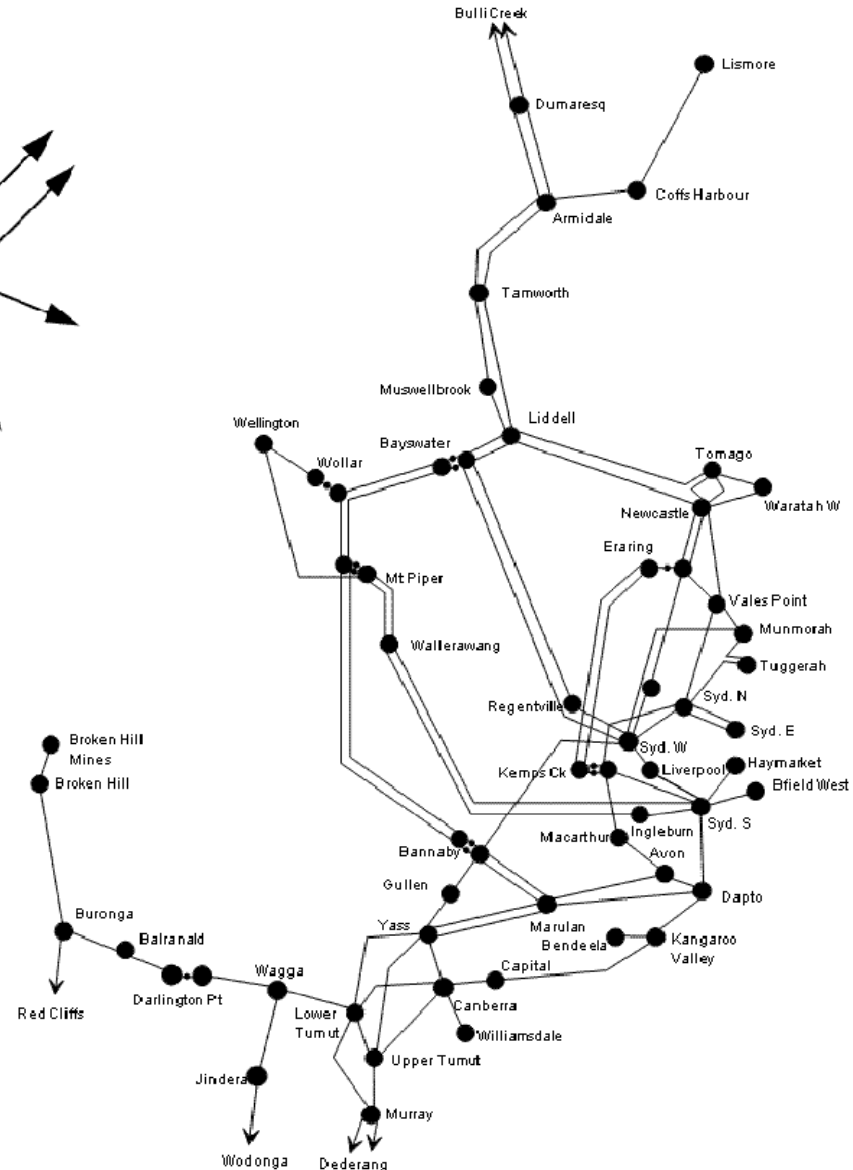 Bulli Creek
Lismore
Dumaresq
Coffs Harbour
Armidale
Tamworth
Muswellbrook
Liddell
Wellington
Bayswater
Tomago
Wollar
Waratah W
Newcastle
Eraring
Mt Piper
Vales Point
Munmorah
Wallerawang
Tuggerah
Syd. N
Regentville
Syd. E
Broken Hill
Mines
Syd. W
Haymarket
Kemps Ck
Liverpool
Broken Hill
Bfield West
Ingleburn
Syd. S
Macarthur
Avon
Bannaby
Gullen
Dapto
Buronga
Yass
Marulan
Balranald
Bendeela
Kangaroo
Valley
Wagga
Capital
Darlington Pt
Canberra
Red Cliffs
Lower
Tumut
Williamsdale
Upper Tumut
Jindera
Murray
Wodonga
Dederang